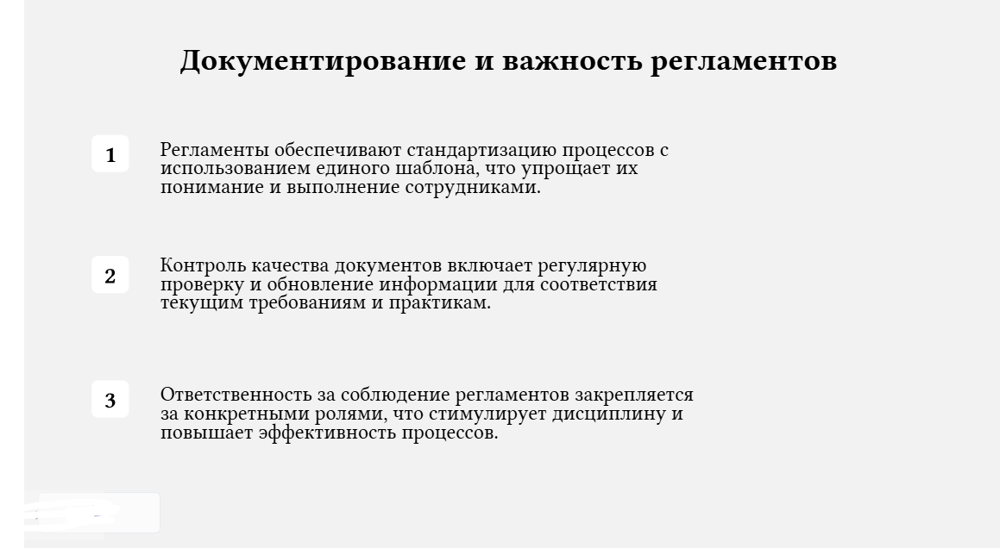 Документирование и важность регламентов
1
Регламенты обеспечивают стандартизацию процессов с
использованием единого шаблона, что упрощает их
понимание и выполнение сотрудниками.
2
Контроль качества документов включает регулярную
проверку и обновление информации для соответствия
текущим требованиям и практикам.
3
Ответственность за соблюдение регламентов закрепляется
за конкретными ролями, что стимулирует дисциплину и
повышает эффективность процессов.